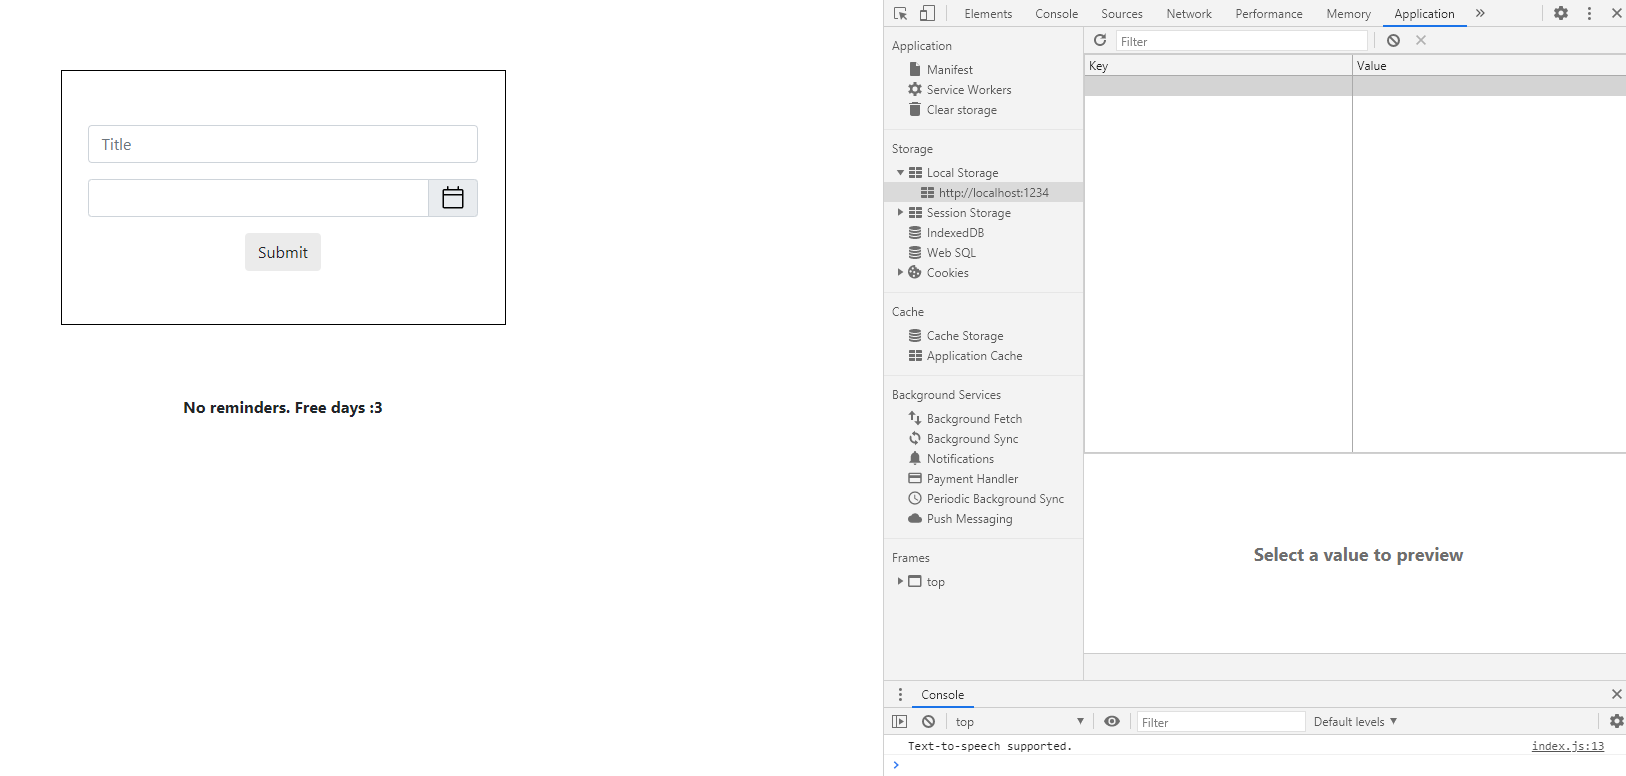 Title
Submit
No reminders. Free days :3
Elements Console Sources Network Performance Memory Application »
Application
Manifest
Service Workers
Clear storage
Storage
Local Storage
http://localhost:1234
Session Storage
IndexedDB
Web SQL
Cookies
Cache
Cache Storage
Application Cache
Background Services
Background Fetch
Background Sync
Notifications
Payment Handler
Periodic Background Sync
Push Messaging
Frames
top
Filter
Key Value
Select a value to preview
Console
top Filter Default levels
Text-to-speech supported. index.js:13